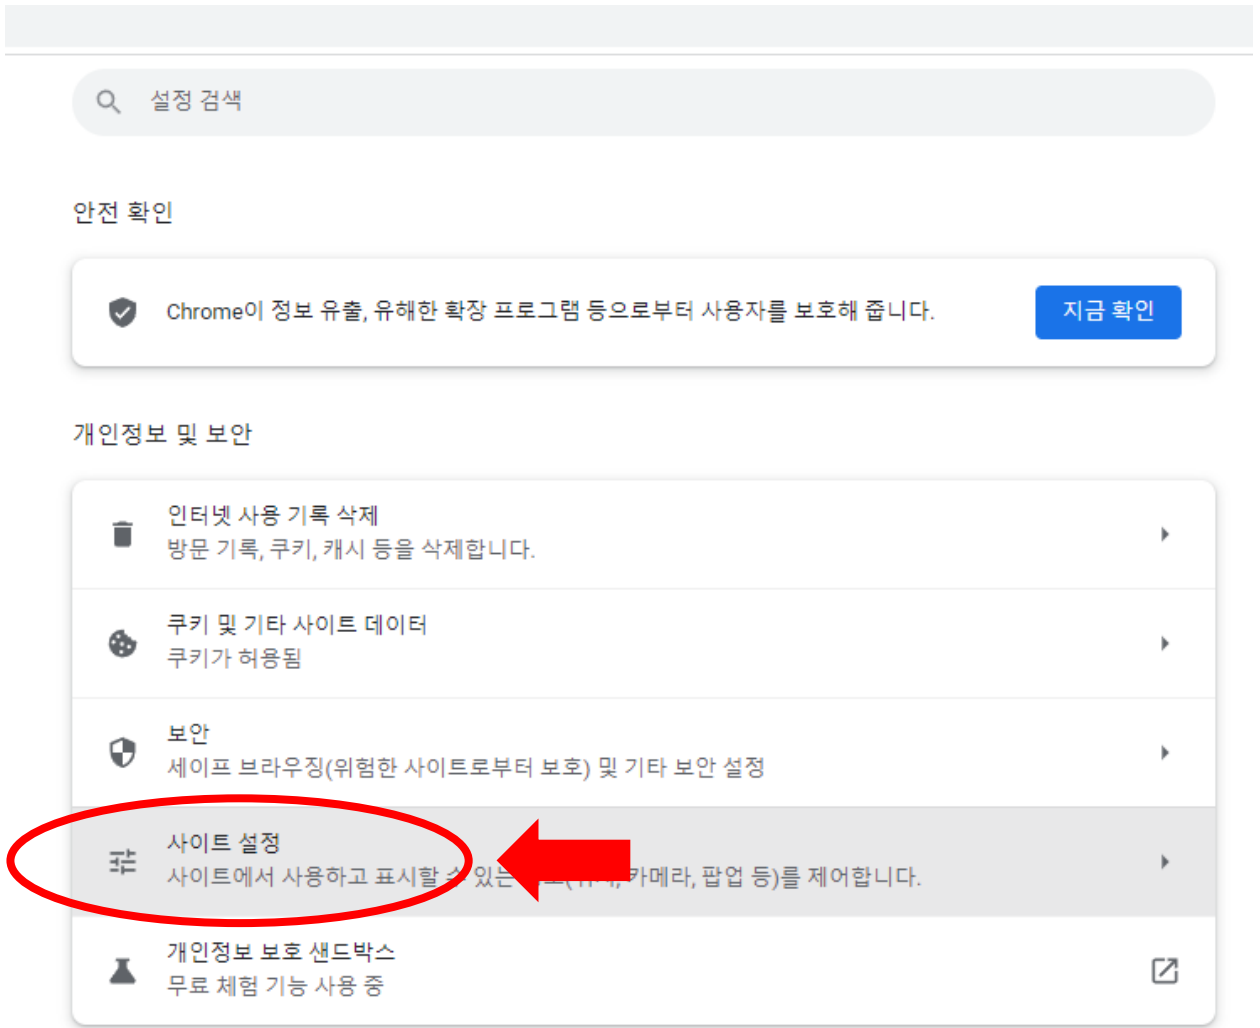 설정 검색
안전 확인
Chrome이 정보 유출, 유해한 확장 프로그램 등으로부터 사용자를 보호해 줍니다.
지금 확인
개인정보 및 보안
인터넷 사용 기록 삭제
방문 기록, 쿠키, 캐시 등을 삭제합니다.
쿠키 및 기타 사이트 데이터
쿠키가 허용됨
보안
세이프 브라우징(위험한 사이트로부터 보호) 및 기타 보안 설정
사이트 설정
사이트에서 사용하고 표시할 수 있는 카메라, 팝업 등)를 제어합니다.
개인정보 보호 샌드박스
무료 체험 기능 사용 중